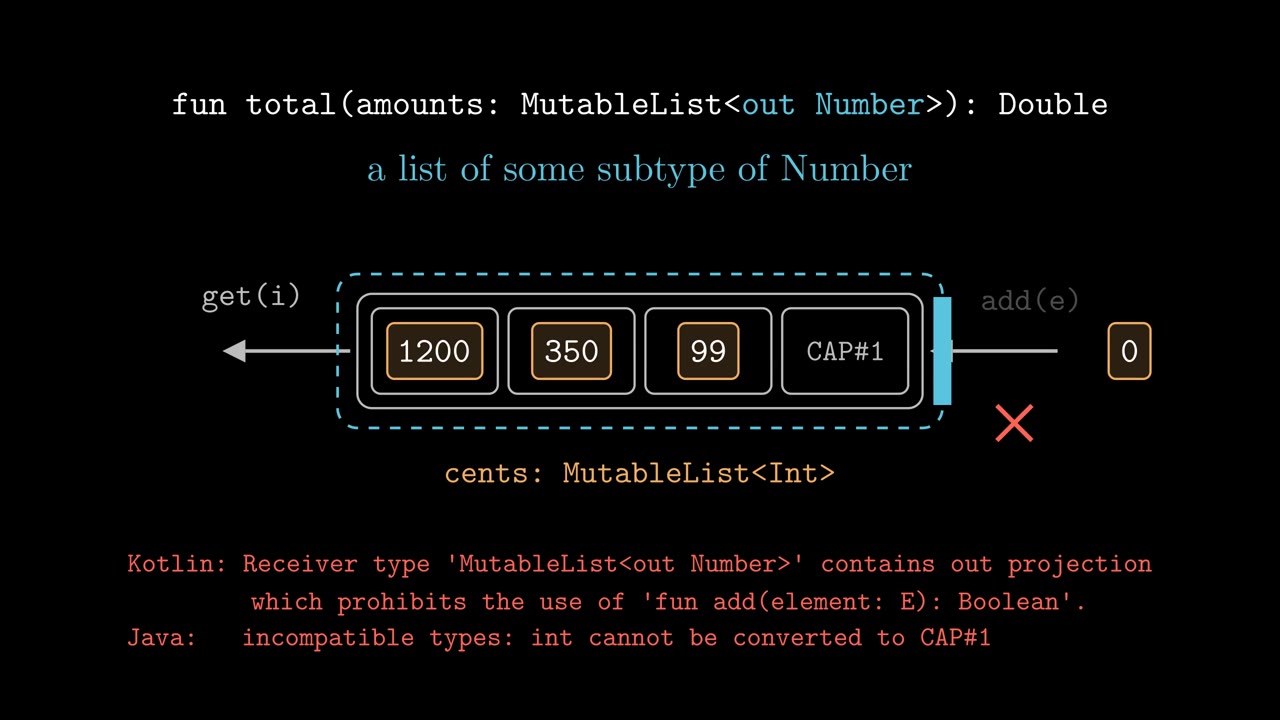 fun total(amounts: MutableList<out Number>): Double
a list of some subtype of Number
get(i)
add(e)
1200 350 99 CAP#1 0
cents: MutableList<Int>
Kotlin: Receiver type 'MutableList<out Number>' contains out projection
which prohibits the use of 'fun add(element: E): Boolean'.
Java: incompatible types: int cannot be converted to CAP#1